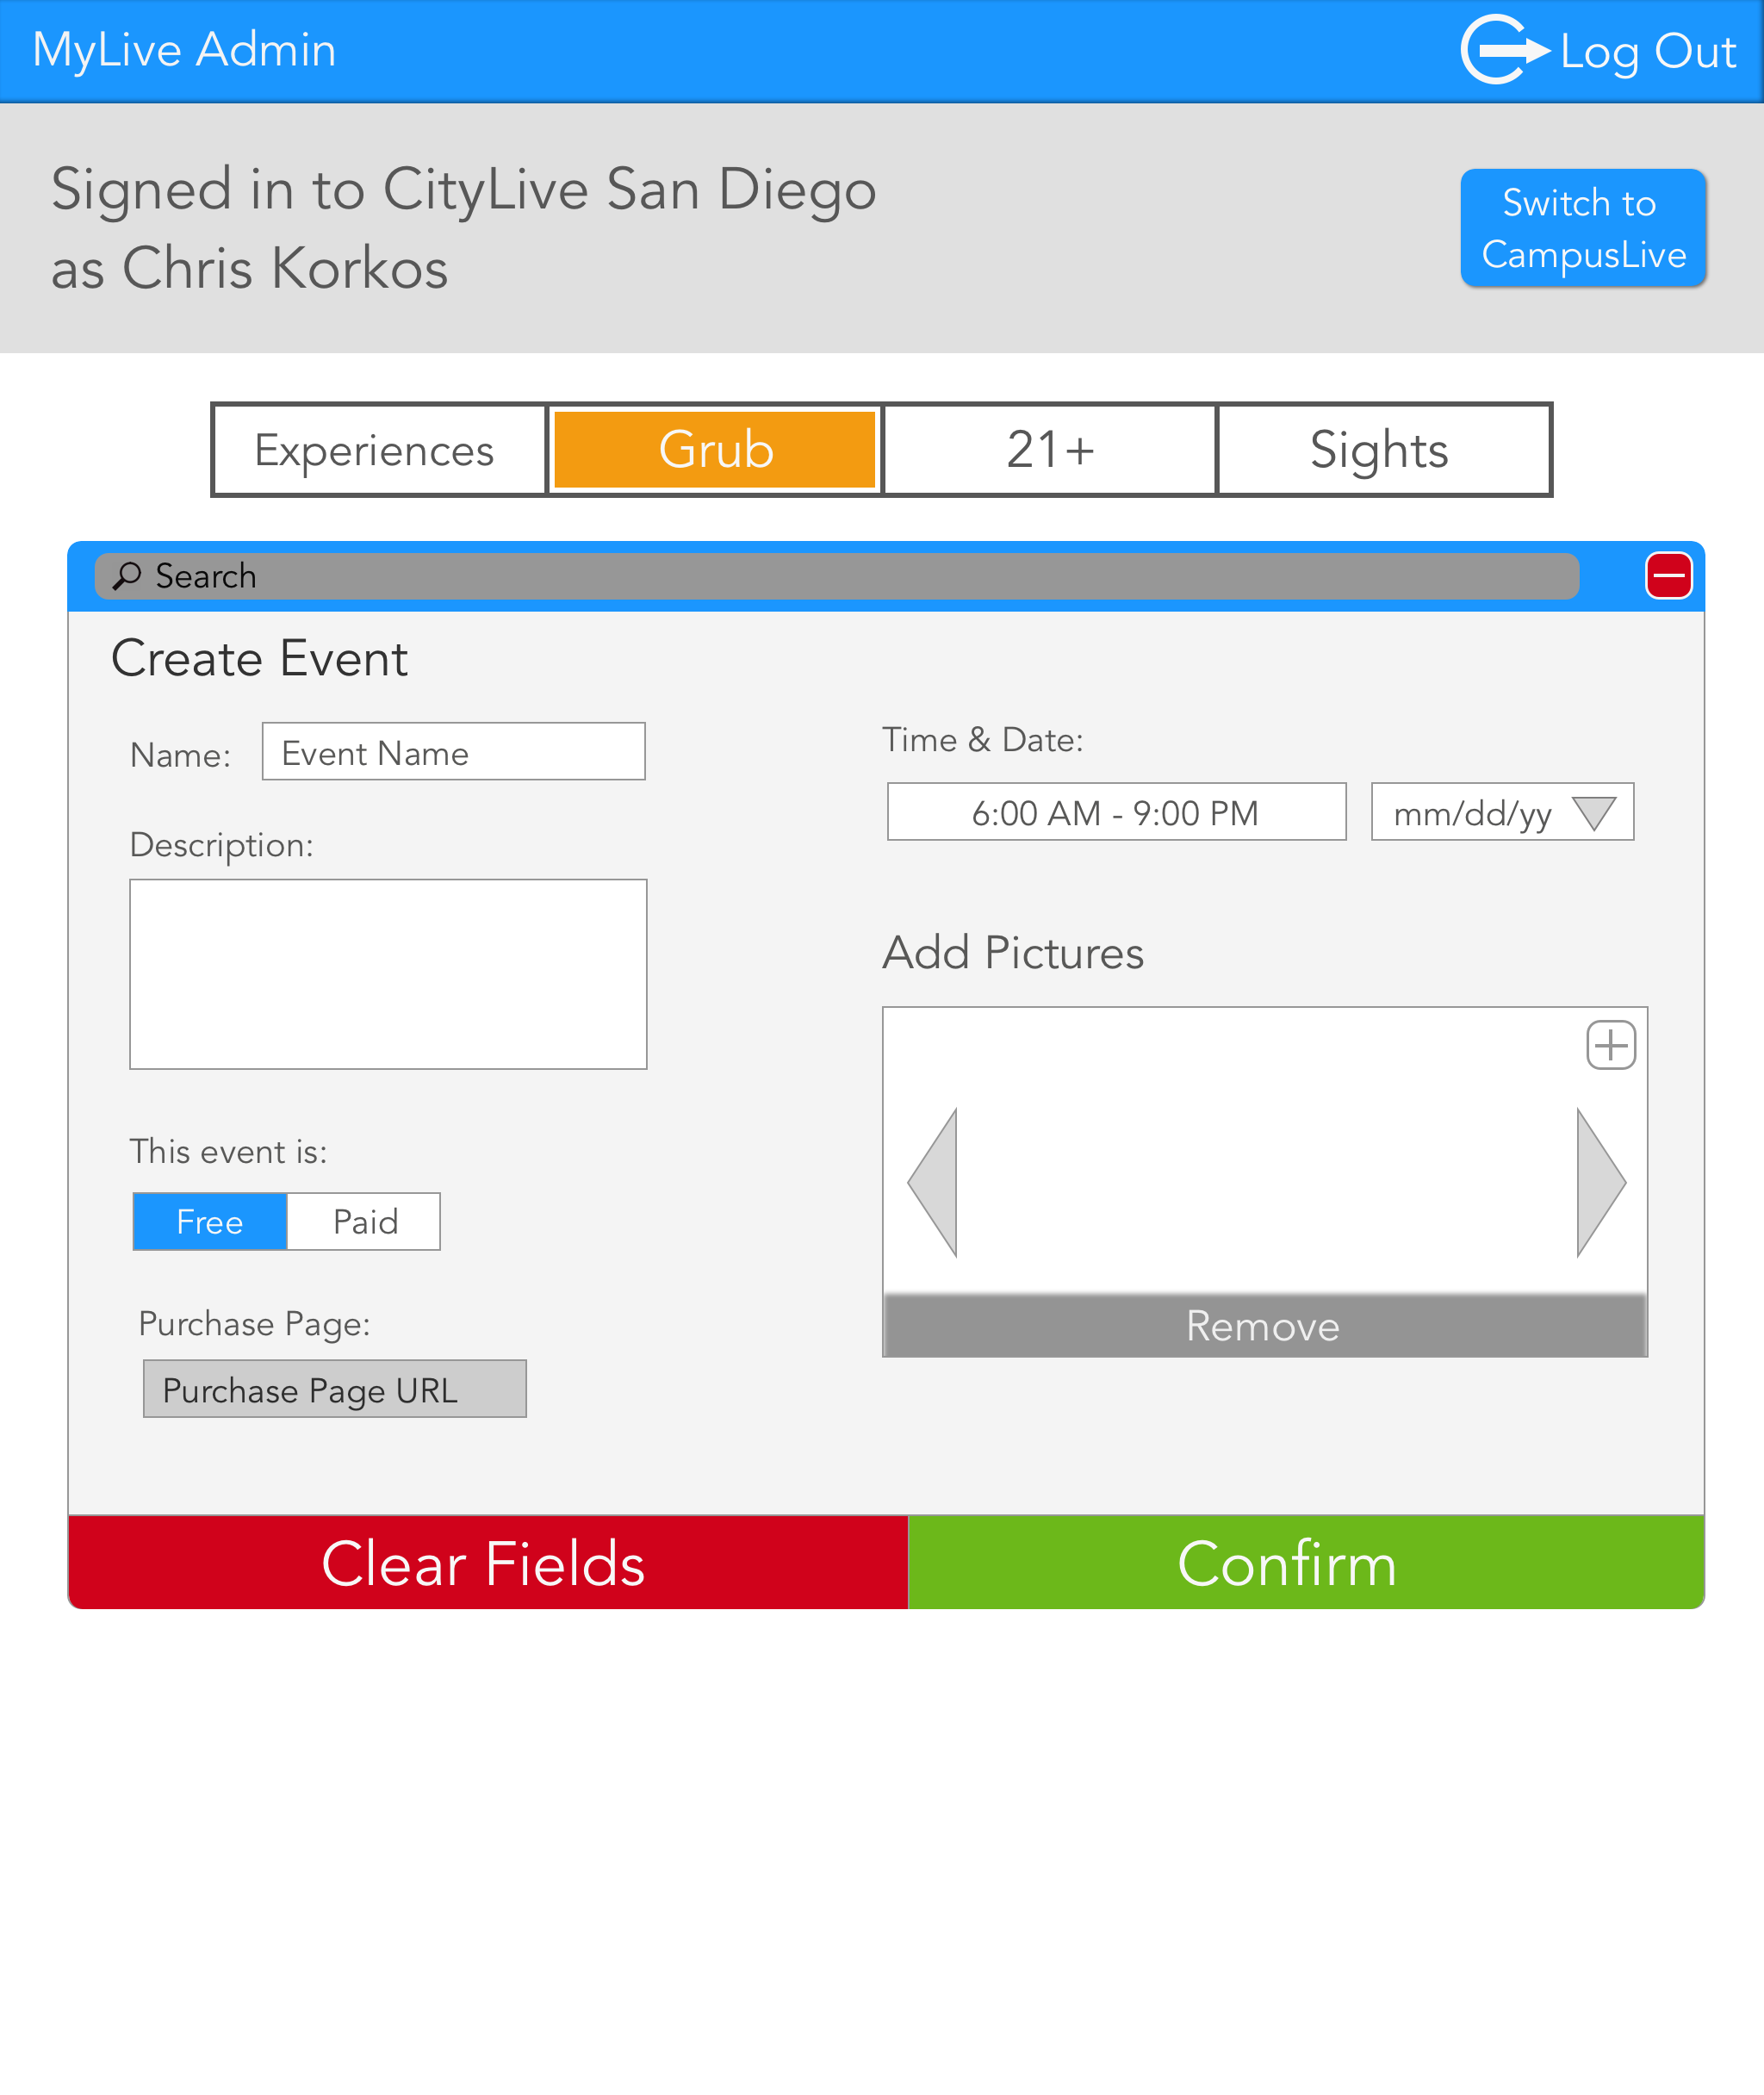 MyLive Admin
Log Out
Signed in to CityLive San Diego
as Chris Korkos
Switch to
CampusLive
Experiences
Grub
21+
Sights
Search
Create Event
Name:
Event Name
Description:
This event is:
Free
Paid
Purchase Page:
Purchase Page URL
Time & Date:
6:00 AM - 9:00 PM
mm/dd/yy
Add Pictures
Remove
Clear Fields
Confirm